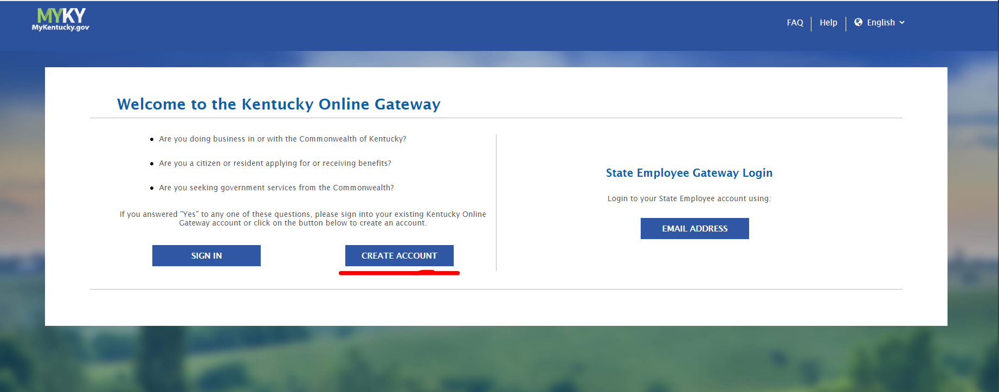 MYKY
MyKentucky.gov
FAQ
Help
English
Welcome to the Kentucky Online Gateway
Are you doing business in or with the Commonwealth of Kentucky?
Are you a citizen or resident applying for or receiving benefits?
Are you seeking government services from the Commonwealth?
If you answered "Yes" to any one of these questions, please sign into your existing Kentucky Online
Gateway account or click on the button below to create an account.
SIGN IN
CREATE ACCOUNT
State Employee Gateway Login
Login to your State Employee account using:
EMAIL ADDRESS